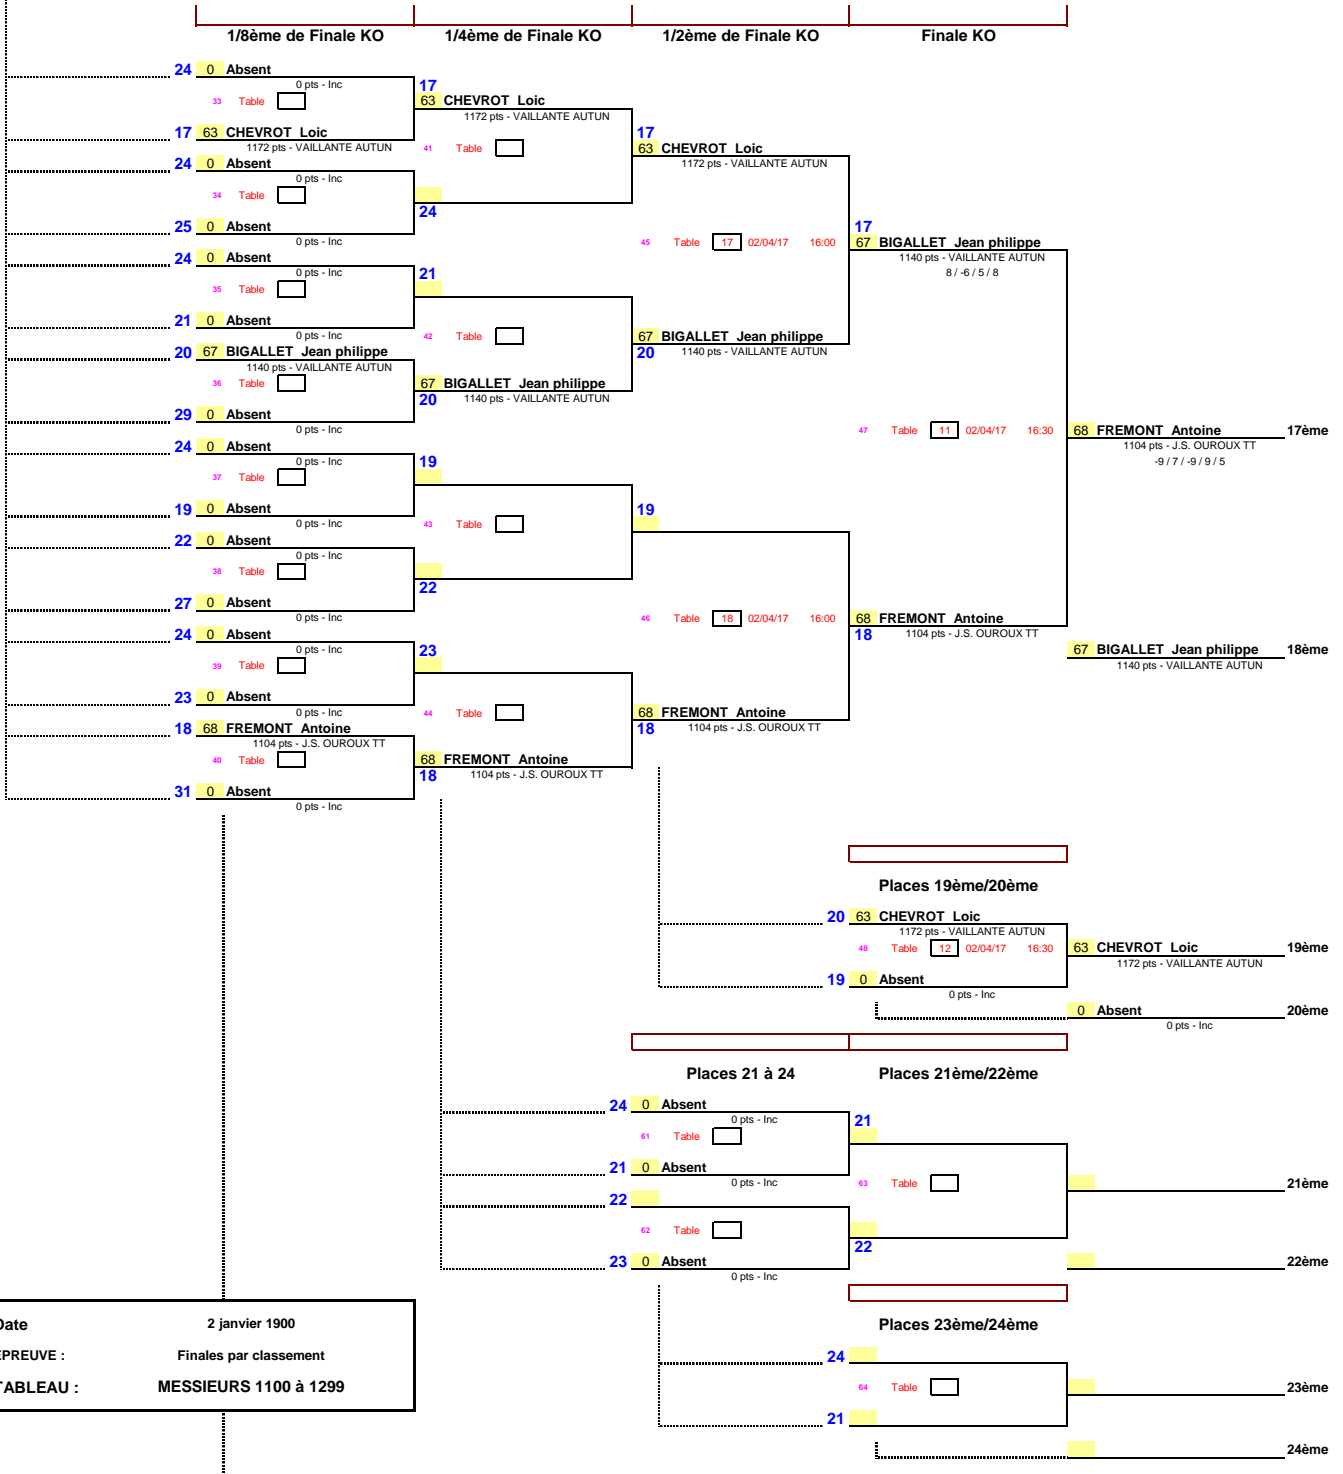 1/8ème de Finale KO
1/4ème de Finale KO
1/2ème de Finale KO
Finale KO
24 0 Absent
0 pts - Inc
33 Table
17 63 CHEVROT Loic
1172 pts - VAILLANTE AUTUN
24 0 Absent
0 pts - Inc
34 Table
25 0 Absent
0 pts - Inc
24 0 Absent
0 pts - Inc
35 Table
21 0 Absent
0 pts - Inc
20 67 BIGALLET Jean philippe
1140 pts - VAILLANTE AUTUN
36 Table
29 0 Absent
0 pts - Inc
24 0 Absent
0 pts - Inc
37 Table
19 0 Absent
0 pts - Inc
22 0 Absent
0 pts - Inc
38 Table
27 0 Absent
0 pts - Inc
24 0 Absent
0 pts - Inc
39 Table
23 0 Absent
0 pts - Inc
18 68 FREMONT Antoine
1104 pts - J.S. OUROUX TT
40 Table
31 0 Absent
0 pts - Inc
17
63 CHEVROT Loic
1172 pts - VAILLANTE AUTUN
41 Table
24
21
42 Table
67 BIGALLET Jean philippe
20 1140 pts - VAILLANTE AUTUN
19
43 Table
22
23
44 Table
68 FREMONT Antoine
18 1104 pts - J.S. OUROUX TT
17
63 CHEVROT Loic
1172 pts - VAILLANTE AUTUN
45 Table 17 02/04/17 16:00
67 BIGALLET Jean philippe
20 1140 pts - VAILLANTE AUTUN
19
46 Table 18 02/04/17 16:00
68 FREMONT Antoine
18 1104 pts - J.S. OUROUX TT
17
67 BIGALLET Jean philippe
1140 pts - VAILLANTE AUTUN
8 / -6 / 5 / 8
47 Table 11 02/04/17 16:30
68 FREMONT Antoine
18 1104 pts - J.S. OUROUX TT
68 FREMONT Antoine 17ème
1104 pts - J.S. OUROUX TT
-9 / 7 / -9 / 9 / 5
67 BIGALLET Jean philippe 18ème
1140 pts - VAILLANTE AUTUN
Places 19ème/20ème
20 63 CHEVROT Loic
1172 pts - VAILLANTE AUTUN
48 Table 12 02/04/17 16:30
63 CHEVROT Loic 19ème
1172 pts - VAILLANTE AUTUN
19 0 Absent
0 pts - Inc
0 Absent 20ème
0 pts - Inc
Places 21 à 24
Places 21ème/22ème
24 0 Absent
0 pts - Inc
61 Table
21 0 Absent
0 pts - Inc
22
62 Table
23 0 Absent
0 pts - Inc
21
63 Table
22
21ème
22ème
Places 23ème/24ème
24
64 Table
21
23ème
24ème
Date 2 janvier 1900
EPREUVE : Finales par classement
TABLEAU : MESSIEURS 1100 à 1299